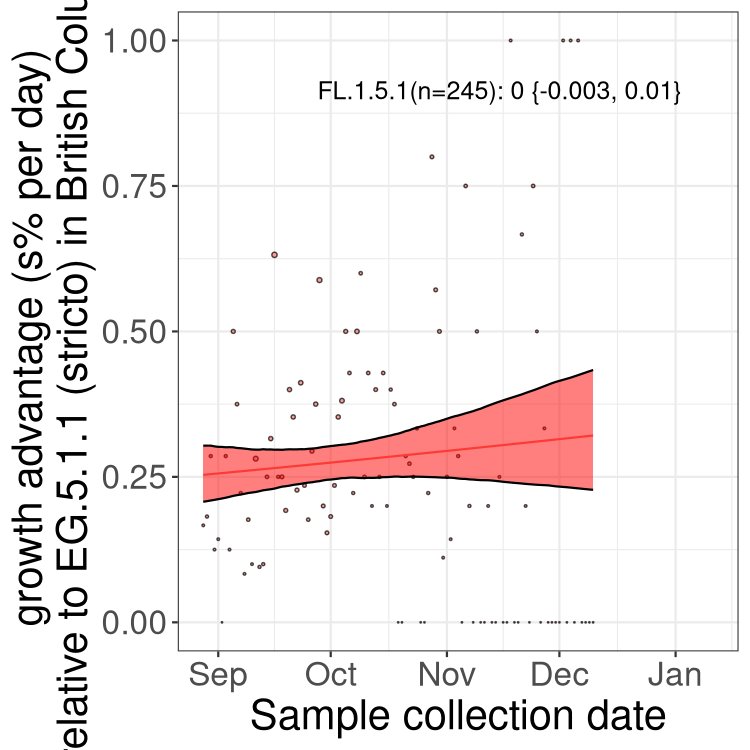 growth advantage (s% per day)
relative to EG.5.1.1 (stricto) in British Colu
1.00
0.75
0.50
0.25
0.00
FL.1.5.1(n=245): 0 {-0.003, 0.01}
Sep Oct Nov Dec Jan
Sample collection date